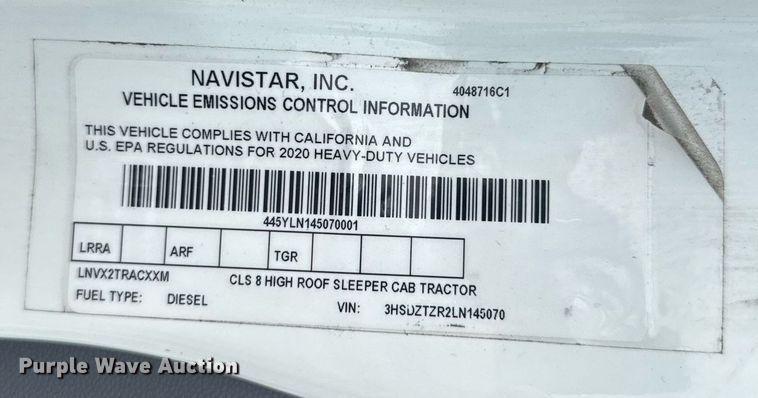 NAVISTAR, INC.
4048716C1
VEHICLE EMISSIONS CONTROL INFORMATION
THIS VEHICLE COMPLIES WITH CALIFORNIA AND
U.S. EPA REGULATIONS FOR 2020 HEAVY-DUTY VEHICLES
445YLN145070001
LRRA ARF TGR
LNVX2TRACXXM CLS 8 HIGH ROOF SLEEPER CAB TRACTOR
FUEL TYPE: DIESEL VIN: 3HSDZTZR2LN145070
Purple Wave Auction